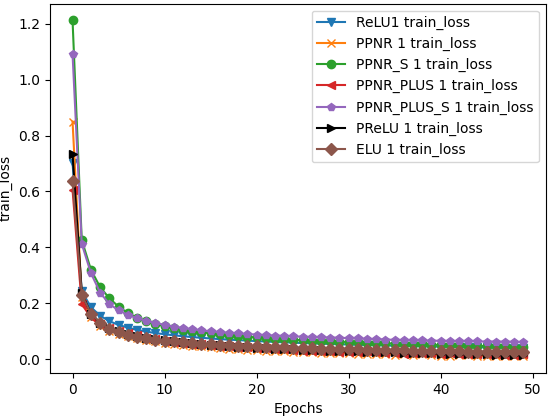 ReLU1 train_loss
PPNR 1 train_loss
PPNR_S 1 train_loss
PPNR_PLUS 1 train_loss
PPNR_PLUS_S 1 train_loss
PReLU 1 train_loss
ELU 1 train_loss
train_loss
1.2
1.0
0.8
0.6
0.4
0.2
0.0
0 10 20 30 40 50
Epochs